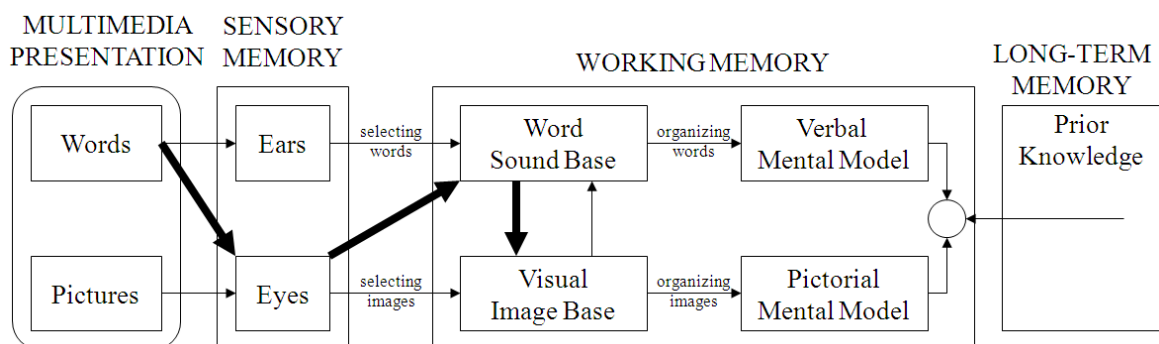 MULTIMEDIA
PRESENTATION
SENSORY
MEMORY
WORKING MEMORY
LONG-TERM
MEMORY
Words
Ears
selecting
words
Word
Sound Base
organizing
words
Verbal
Mental Model
Prior
Knowledge
Pictures
Eyes
selecting
images
Visual
Image Base
organizing
images
Pictorial
Mental Model